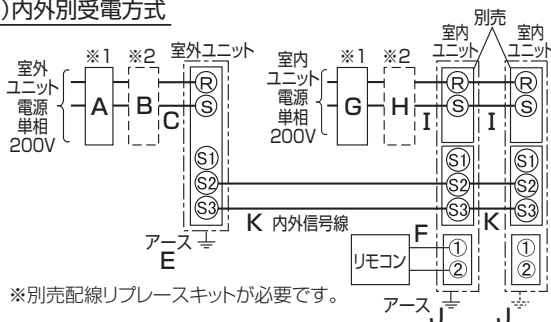 )内外別受電方式
別売
※1 ※2 室外ユニット
※1 ※2
室内
ユニット
室内
ユニット
室外
ユニット
電源
単相
200V
A B C
R
S
S1
S2
S3
室内
ユニット
電源
単相
200V
G H
I I
R
S
R
S
S1
S2
S3
S1
S2
S3
K 内外信号線
K
アース
E
リモコン
F
①
②
①
②
※別売配線リプレースキットが必要です。
アース
J J